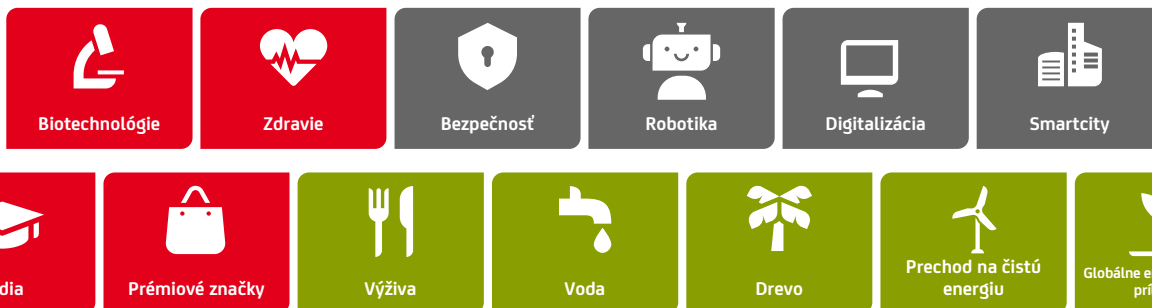 Biotechnológie
Zdravie
Bezpečnosť
Robotika
Digitalizácia
Smartcity
dia
Prémiové značky
Výživa
Voda
Drevo
Prechod na čistú
energiu
Globálne